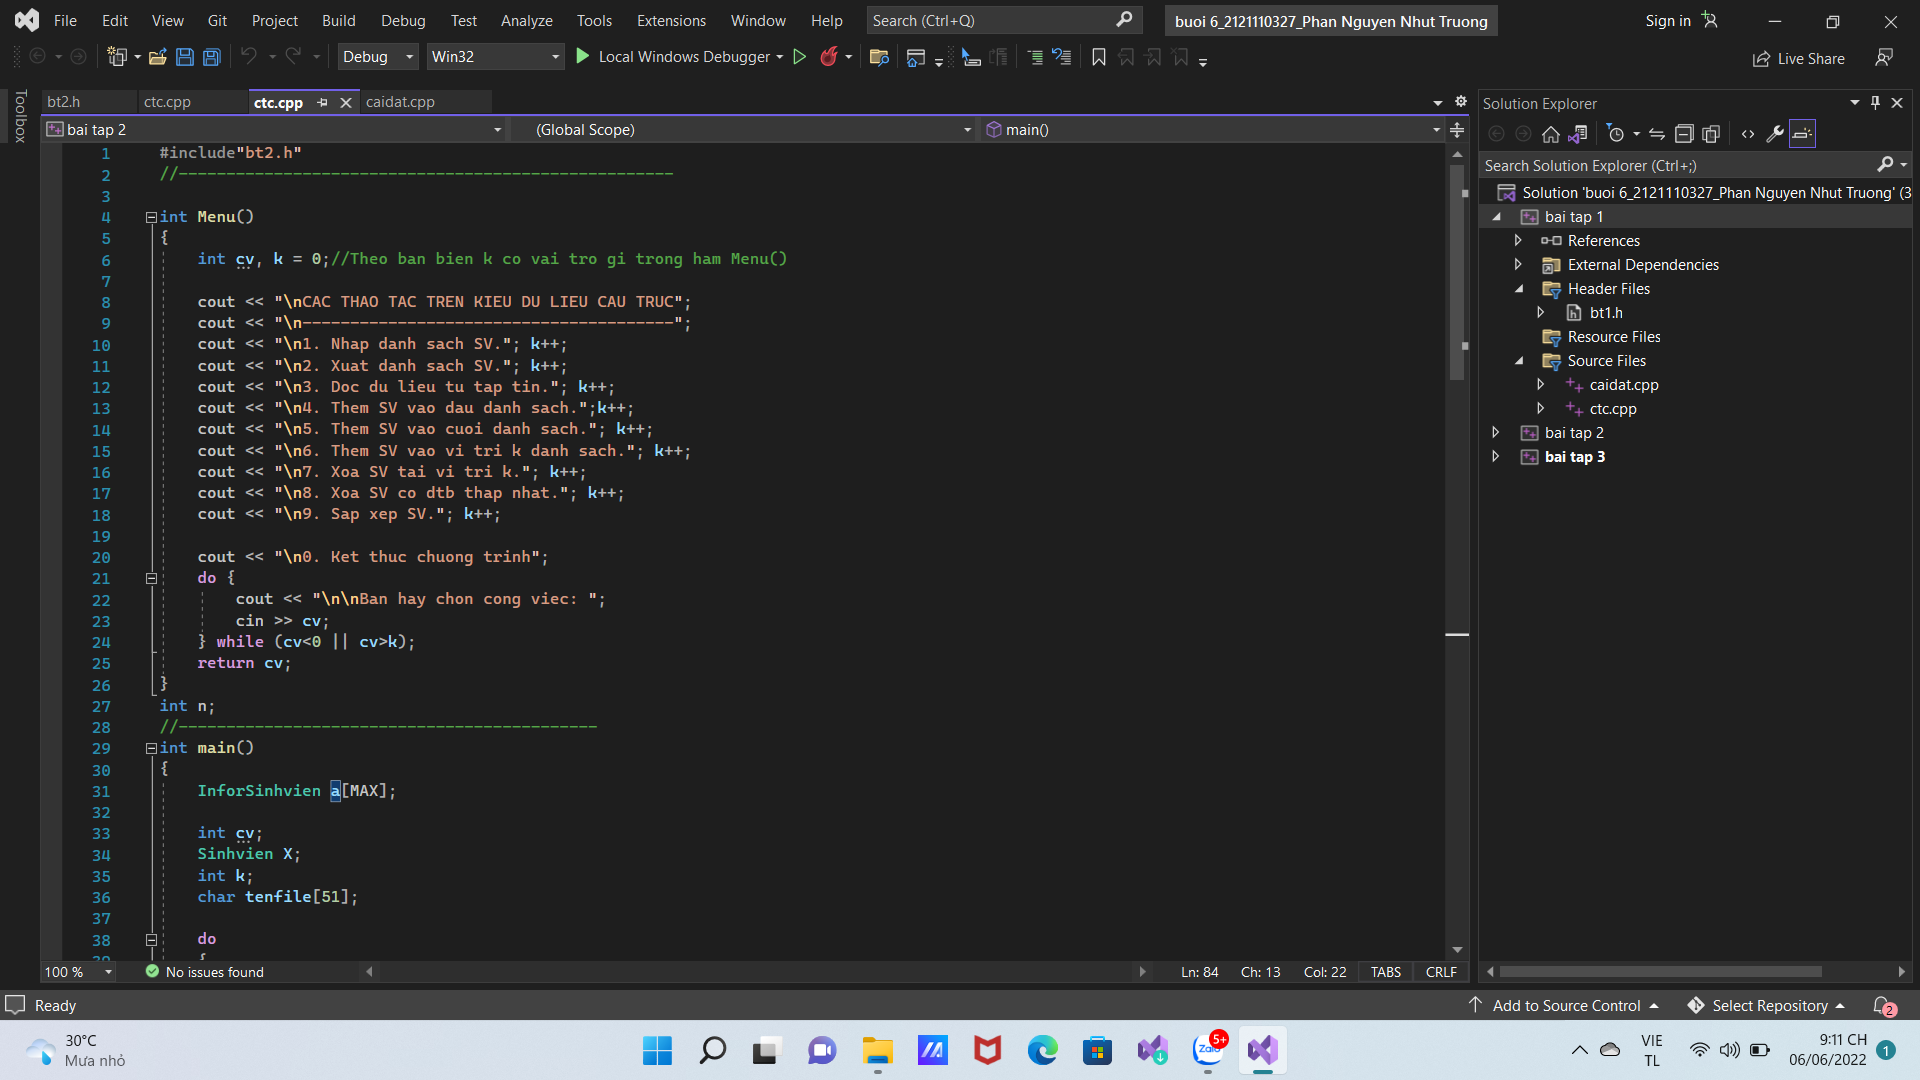 File Edit View Git Project Build Debug Test Analyze Tools Extensions Window Help Search (Ctrl+Q) buoi 6_2121110327_Phan Nguyen Nhut Truong Sign in
Debug Win32 Local Windows Debugger Live Share
Toolbox
bt2.h ctc.cpp ctc.cpp caidat.cpp
bai tap 2 (Global Scope) main()
1 #include"bt2.h"
2 //----------------------------------------------------
3
4 int Menu()
5 {
6 int cv, k = 0;//Theo ban bien k co vai tro gi trong ham Menu()
7
8 cout << "\nCAC THAO TAC TREN KIEU DU LIEU CAU TRUC";
9 cout << "\n---------------------------------------";
10 cout << "\n1. Nhap danh sach SV."; k++;
11 cout << "\n2. Xuat danh sach SV."; k++;
12 cout << "\n3. Doc du lieu tu tap tin."; k++;
13 cout << "\n4. Them SV vao dau danh sach.";k++;
14 cout << "\n5. Them SV vao cuoi danh sach."; k++;
15 cout << "\n6. Them SV vao vi tri k danh sach."; k++;
16 cout << "\n7. Xoa SV tai vi tri k."; k++;
17 cout << "\n8. Xoa SV co dtb thap nhat."; k++;
18 cout << "\n9. Sap xep SV."; k++;
19
20 cout << "\n0. Ket thuc chuong trinh";
21 do {
22 cout << "\n\nBan hay chon cong viec: ";
23 cin >> cv;
24 } while (cv<0 || cv>k);
25 return cv;
26 }
27 int n;
28 //--------------------------------------------
29 int main()
30 {
31 InforSinhvien a[MAX];
32
33 int cv;
34 Sinhvien X;
35 int k;
36 char tenfile[51];
37
38 do
39 {
100 % No issues found Ln: 84 Ch: 13 Col: 22 TABS CRLF
Solution Explorer
Search Solution Explorer (Ctrl+;)
Solution 'buoi 6_2121110327_Phan Nguyen Nhut Truong' (3
bai tap 1
References
External Dependencies
Header Files
bt1.h
Resource Files
Source Files
caidat.cpp
ctc.cpp
bai tap 2
bai tap 3
Ready Add to Source Control Select Repository 2
30°C
Mưa nhỏ
Zalo 5+
VIE
TL
9:11 CH
06/06/2022
1